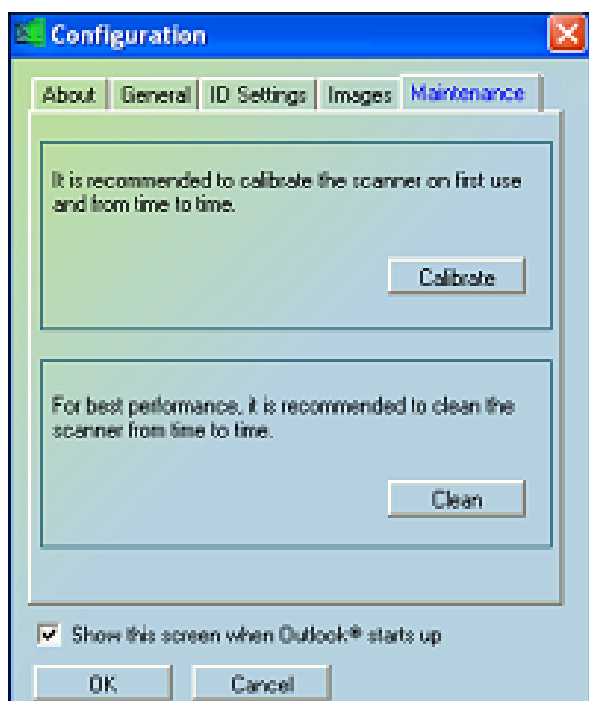 Configuration
About General ID Settings Images Maintenance
It is recommended to calibrate the scanner on first use
and from time to time.
Calibrate
For best performance, it is recommended to clean the
scanner from time to time.
Clean
Show this screen when Outlook® starts up
OK Cancel